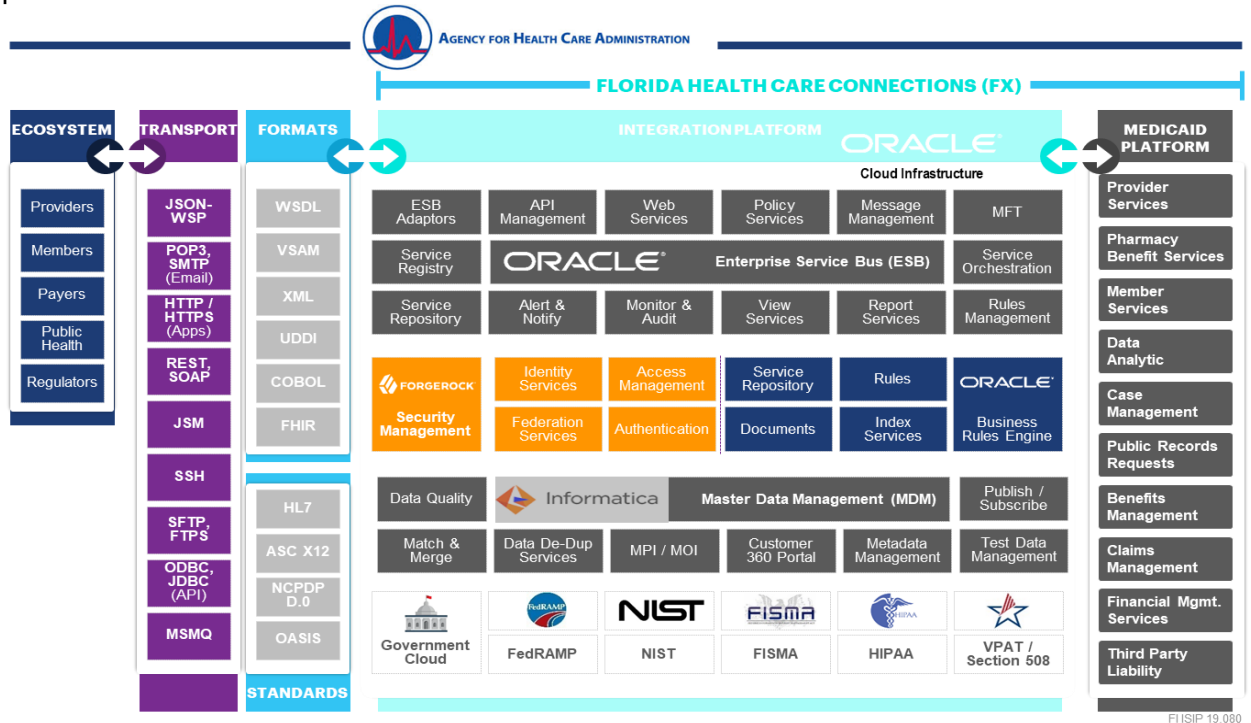 AGENCY FOR HEALTH CARE ADMINISTRATION
FLORIDA HEALTH CARE CONNECTIONS (FX)
ECOSYSTEM
Providers
Members
Payers
Public
Health
Regulators
TRANSPORT
JSON-
WSP
POP3,
SMTP
(Email)
HTTP /
HTTPS
(Apps)
REST,
SOAP
JSM
SSH
SFTP,
FTPS
ODBC,
JDBC
(API)
MSMQ
FORMATS
WSDL
VSAM
XML
UDDI
COBOL
FHIR
HL7
ASC X12
NCPDP
D.0
OASIS
STANDARDS
INTEGRATION PLATFORM
ORACLE
Cloud Infrastructure
ESB
Adaptors
API
Management
Web
Services
Policy
Services
Message
Management
MFT
Service
Registry
ORACLE Enterprise Service Bus (ESB)
Service
Orchestration
Service
Repository
Alert &
Notify
Monitor &
Audit
View
Services
Report
Services
Rules
Management
FORGEROCK
Security
Management
Identity
Services
Access
Management
Federation
Services
Authentication
Service
Repository
Rules
Documents
Index
Services
ORACLE
Business
Rules Engine
Data Quality
Informatica Master Data Management (MDM)
Publish /
Subscribe
Match &
Merge
Data De-Dup
Services
MPI / MOI
Customer
360 Portal
Metadata
Management
Test Data
Management
FedRAMP
NIST
FISMA
HIPAA
Government
Cloud
FedRAMP
NIST
FISMA
HIPAA
VPAT /
Section 508
MEDICAID
PLATFORM
Provider
Services
Pharmacy
Benefit Services
Member
Services
Data
Analytic
Case
Management
Public Records
Requests
Benefits
Management
Claims
Management
Financial Mgmt.
Services
Third Party
Liability